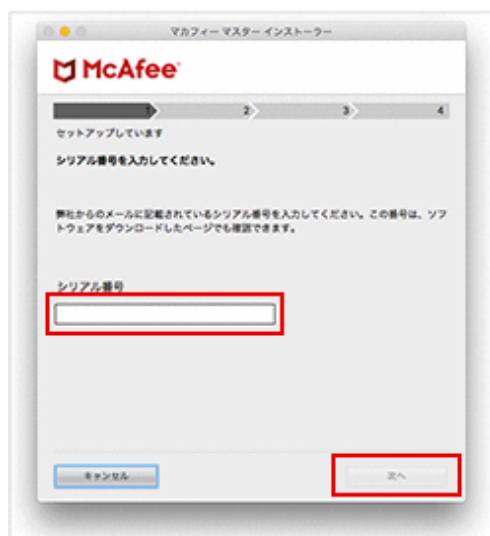 マカフィー マスター インストーラー
McAfee
1 2 3 4
セットアップしています
シリアル番号を入力してください。
弊社からのメールに記載されているシリアル番号を入力してください。この番号は、ソフ
トウェアをダウンロードしたページでも確認できます。
シリアル番号
キャンセル
次へ